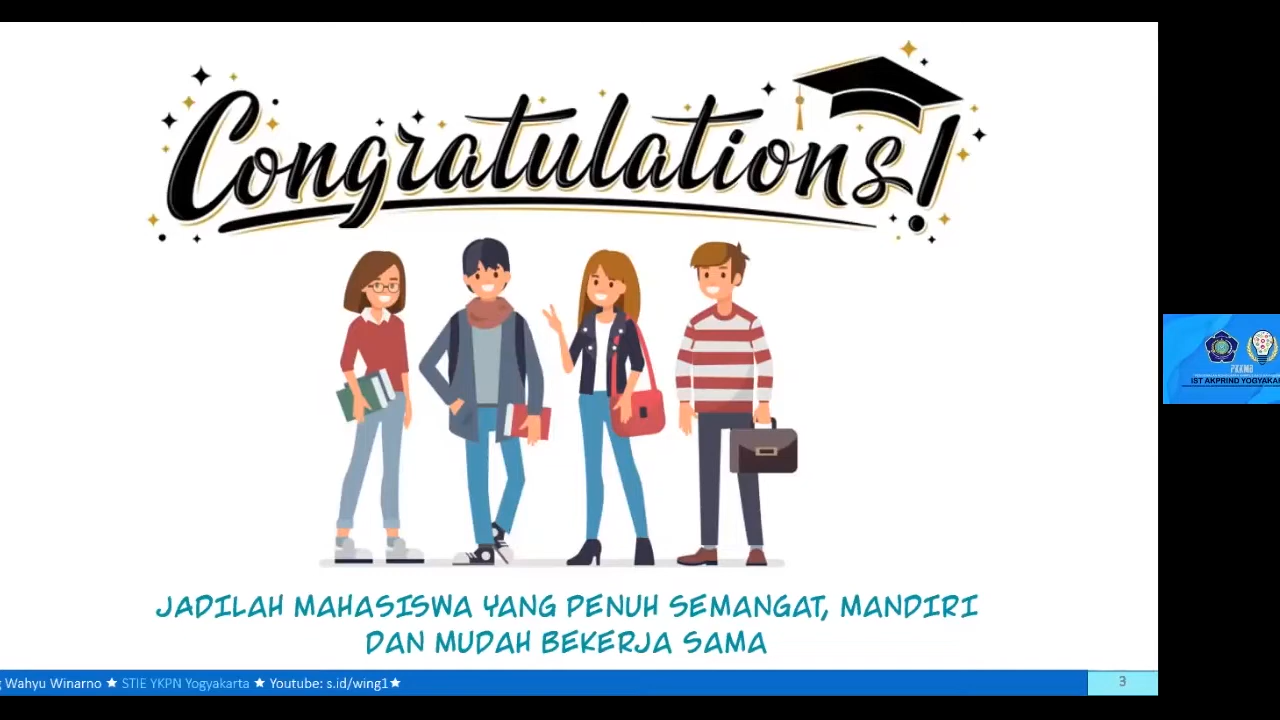 Congratulations!
JADILAH MAHASISWA YANG PENUH SEMANGAT, MANDIRI
DAN MUDAH BEKERJA SAMA
Wahyu Winarno ★ STIE YKPN Yogyakarta ★ Youtube: s.id/wing1★
3
PKKMB
IST AKPRIND YOGYAKAR